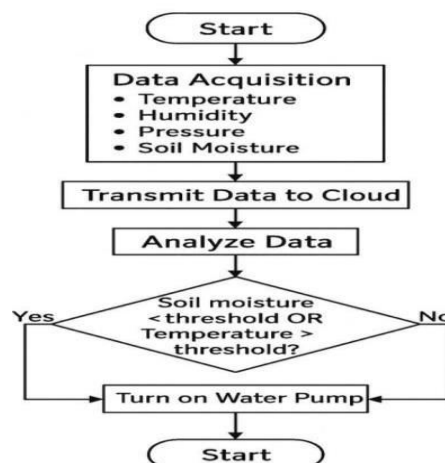 Start
Data Acquisition
• Temperature
• Humidity
• Pressure
• Soil Moisture
Transmit Data to Cloud
Analyze Data
Soil moisture
Yes
< threshold OR
No
Temperature >
threshold?
Turn on Water Pump
Start